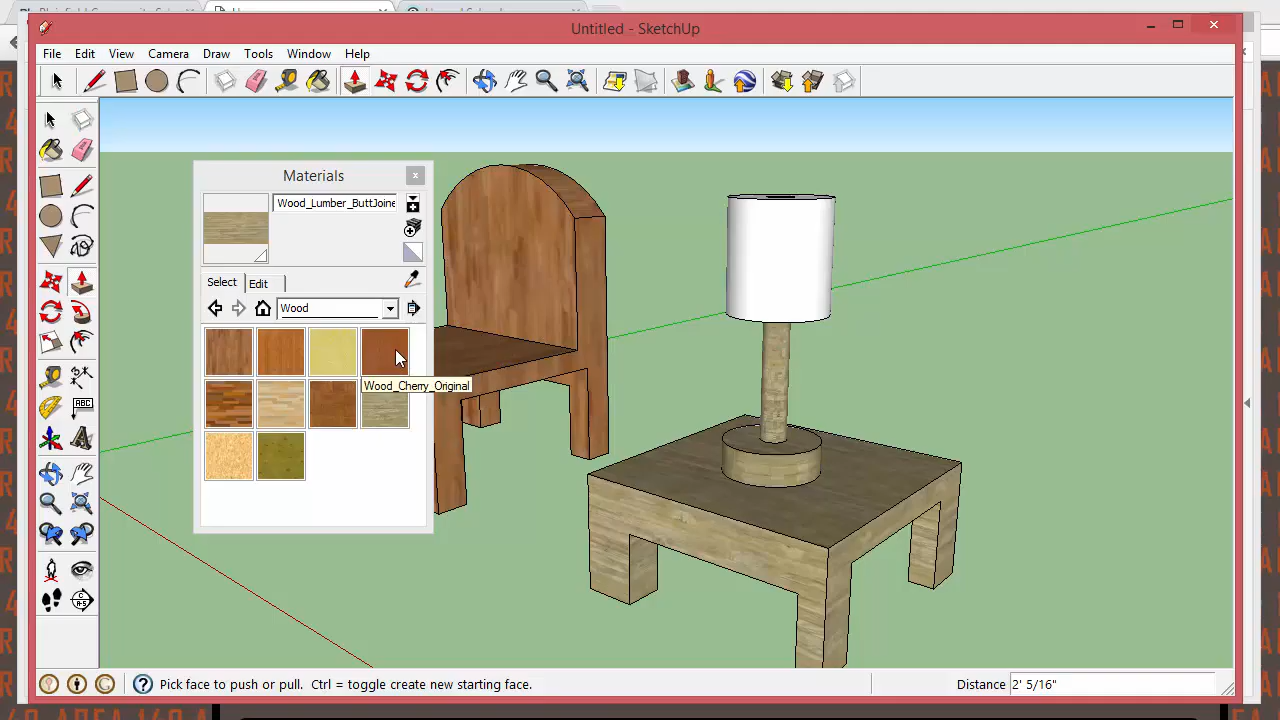 Untitled - SketchUp
File Edit View Camera Draw Tools Window Help
Materials
Wood_Lumber_ButtJoine
Select Edit
Wood
Wood_Cherry_Original
ABC
Pick face to push or pull. Ctrl = toggle create new starting face.
Distance 2' 5/16"